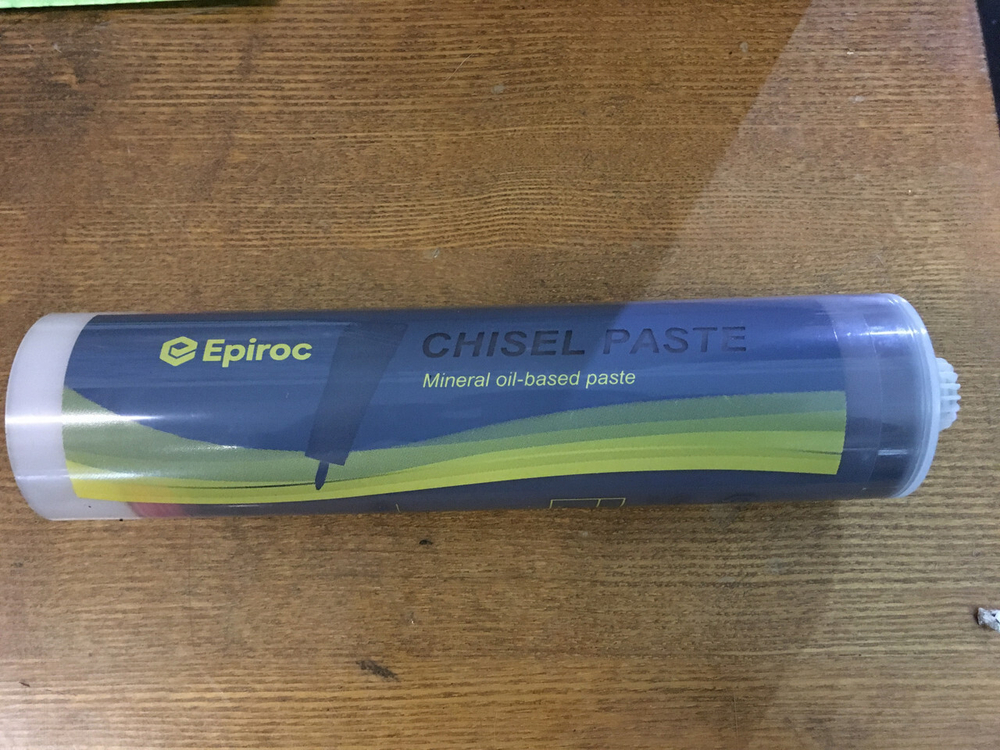 Epiroc
CHISEL PASTE
Mineral oil-based paste